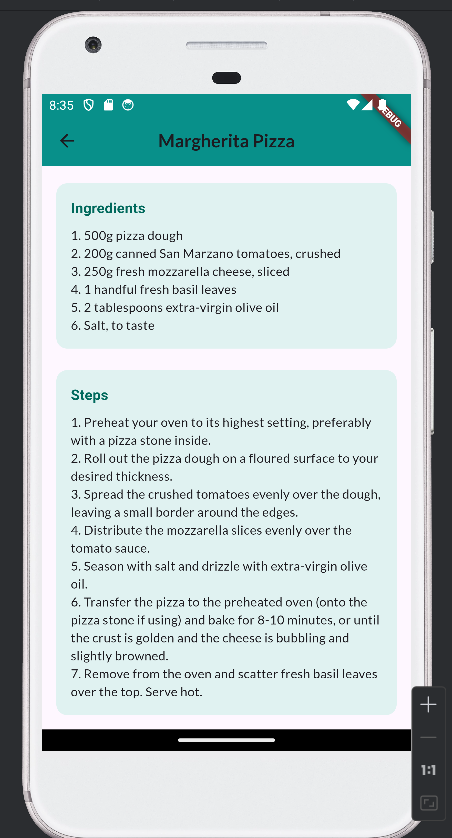 8:35
DEBUG
Margherita Pizza
Ingredients
1. 500g pizza dough
2. 200g canned San Marzano tomatoes, crushed
3. 250g fresh mozzarella cheese, sliced
4. 1 handful fresh basil leaves
5. 2 tablespoons extra-virgin olive oil
6. Salt, to taste
Steps
1. Preheat your oven to its highest setting, preferably
with a pizza stone inside.
2. Roll out the pizza dough on a floured surface to your
desired thickness.
3. Spread the crushed tomatoes evenly over the dough,
leaving a small border around the edges.
4. Distribute the mozzarella slices evenly over the
tomato sauce.
5. Season with salt and drizzle with extra-virgin olive
oil.
6. Transfer the pizza to the preheated oven (onto the
pizza stone if using) and bake for 8-10 minutes, or until
the crust is golden and the cheese is bubbling and
slightly browned.
7. Remove from the oven and scatter fresh basil leaves
over the top. Serve hot.
1:1